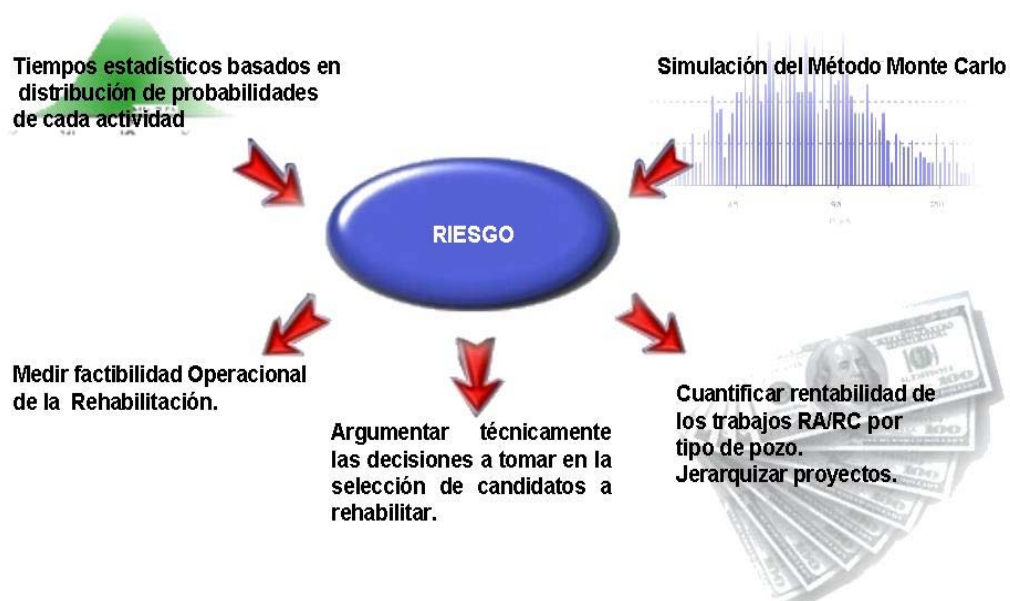 Tiempos estadísticos basados en
distribución de probabilidades
de cada actividad
Simulación del Método Monte Carlo
RIESGO
Medir factibilidad Operacional
de la Rehabilitación.
Argumentar técnicamente
las decisiones a tomar en la
selección de candidatos a
rehabilitar.
Cuantificar rentabilidad de
los trabajos RA/RC por
tipo de pozo.
Jerarquizar proyectos.